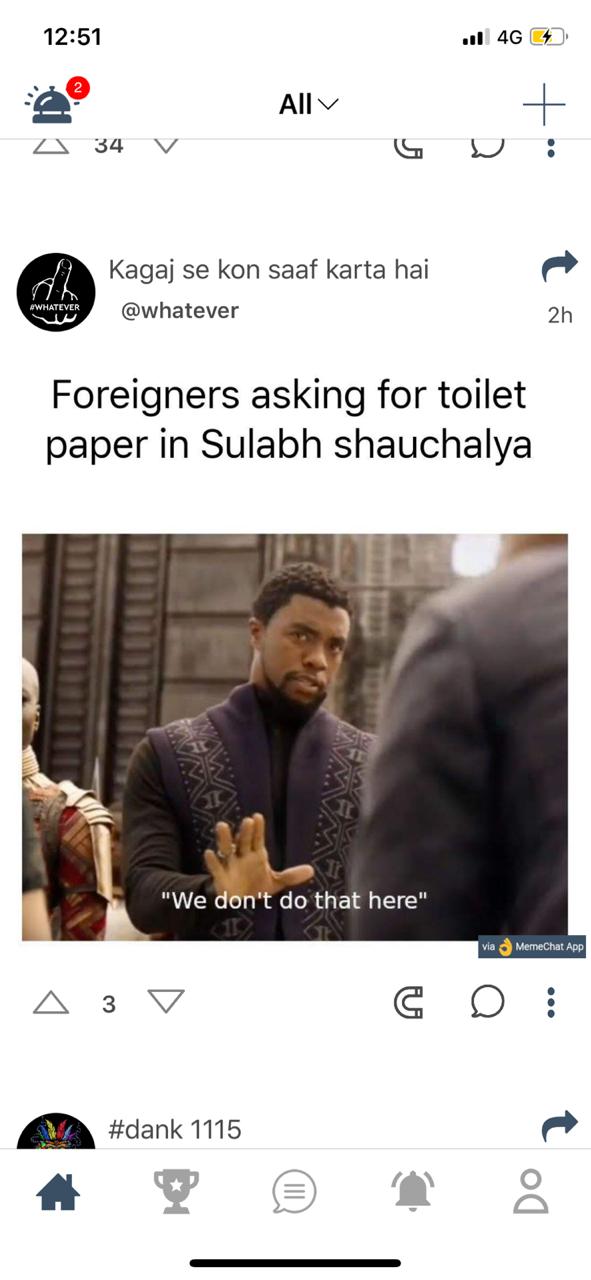 12:51
4G
2
All
34
Kagaj se kon saaf karta hai
#WHATEVER
@whatever
2h
Foreigners asking for toilet
paper in Sulabh shauchalya
"We don't do that here"
via 👌 MemeChat App
3
#dank 1115